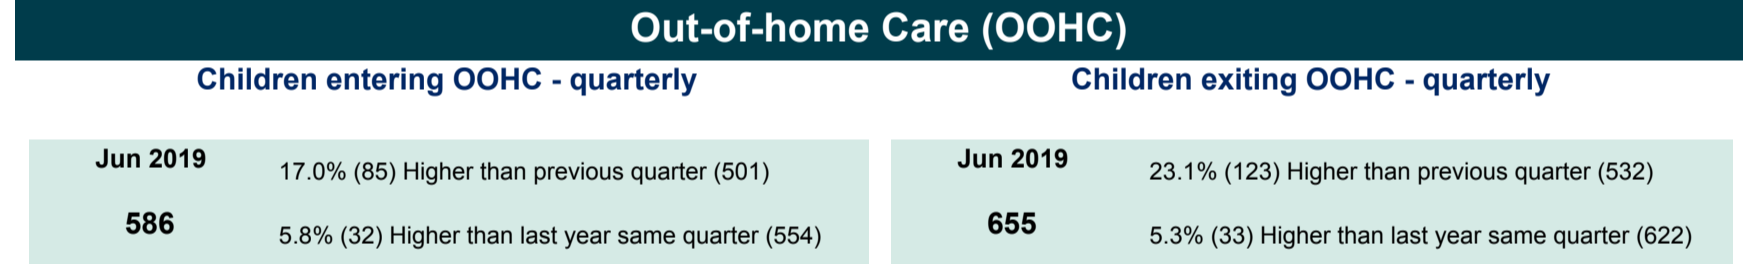 Out-of-home Care (OOHC)
Children entering OOHC - quarterly
Jun 2019
17.0% (85) Higher than previous quarter (501)
586
5.8% (32) Higher than last year same quarter (554)
Children exiting OOHC - quarterly
Jun 2019
23.1% (123) Higher than previous quarter (532)
655
5.3% (33) Higher than last year same quarter (622)